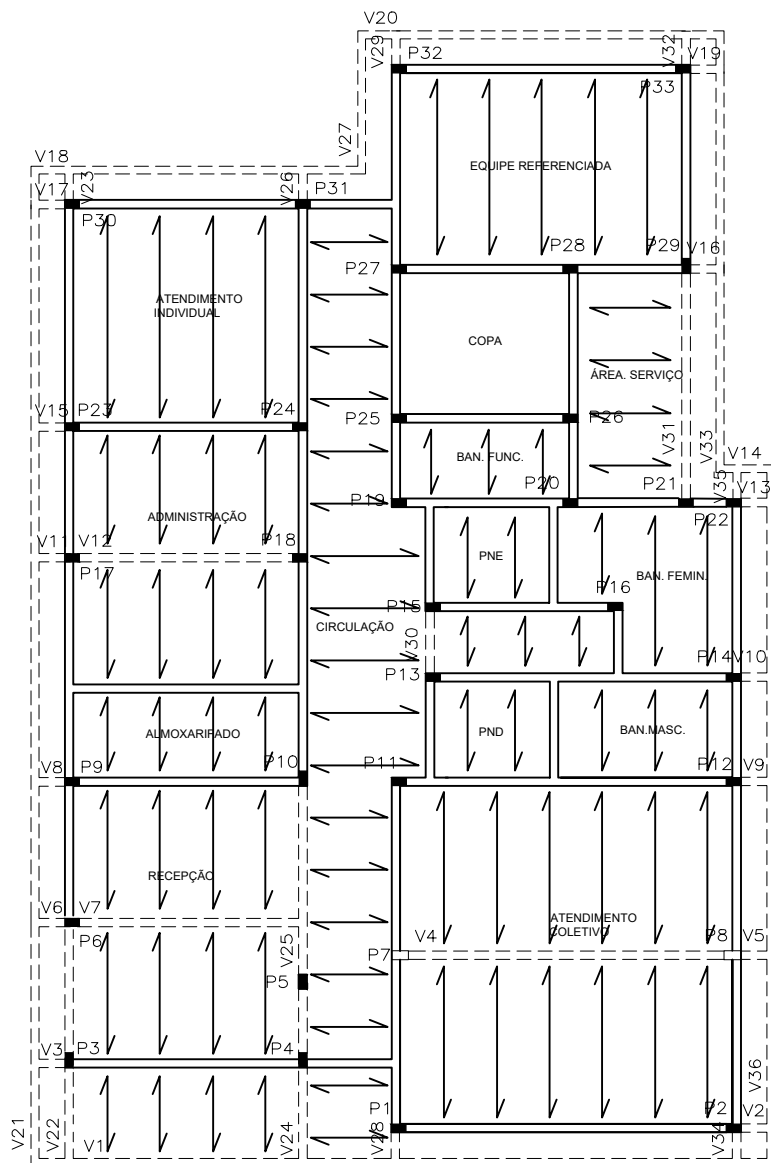 V20
V29
P32
V32
V19
P33
V27
EQUIPE REFERENCIADA
V18
V17
V23
V26
P31
P30
P27
P28
P29
V16
ATENDIMENTO
INDIVIDUAL
COPA
ÁREA. SERVIÇO
V15
P23
P24
P25
P26
V31
V33
V14
BAN. FUNC.
P19
P20
P21
V35
V13
P22
ADMINISTRAÇÃO
V11
V12
P18
P17
PNE
BAN. FEMIN.
P16
P15
CIRCULAÇÃO
V30
P13
P14
V10
ALMOXARIFADO
PND
BAN.MASC.
V8
P9
P10
P11
P12
V9
RECEPÇÃO
ATENDIMENTO
COLETIVO
V6
V7
P6
V25
P7
V4
P8
V5
P5
V3
P3
P4
V36
P1
P2
V2
V21
V22
V1
V24
V28
V34